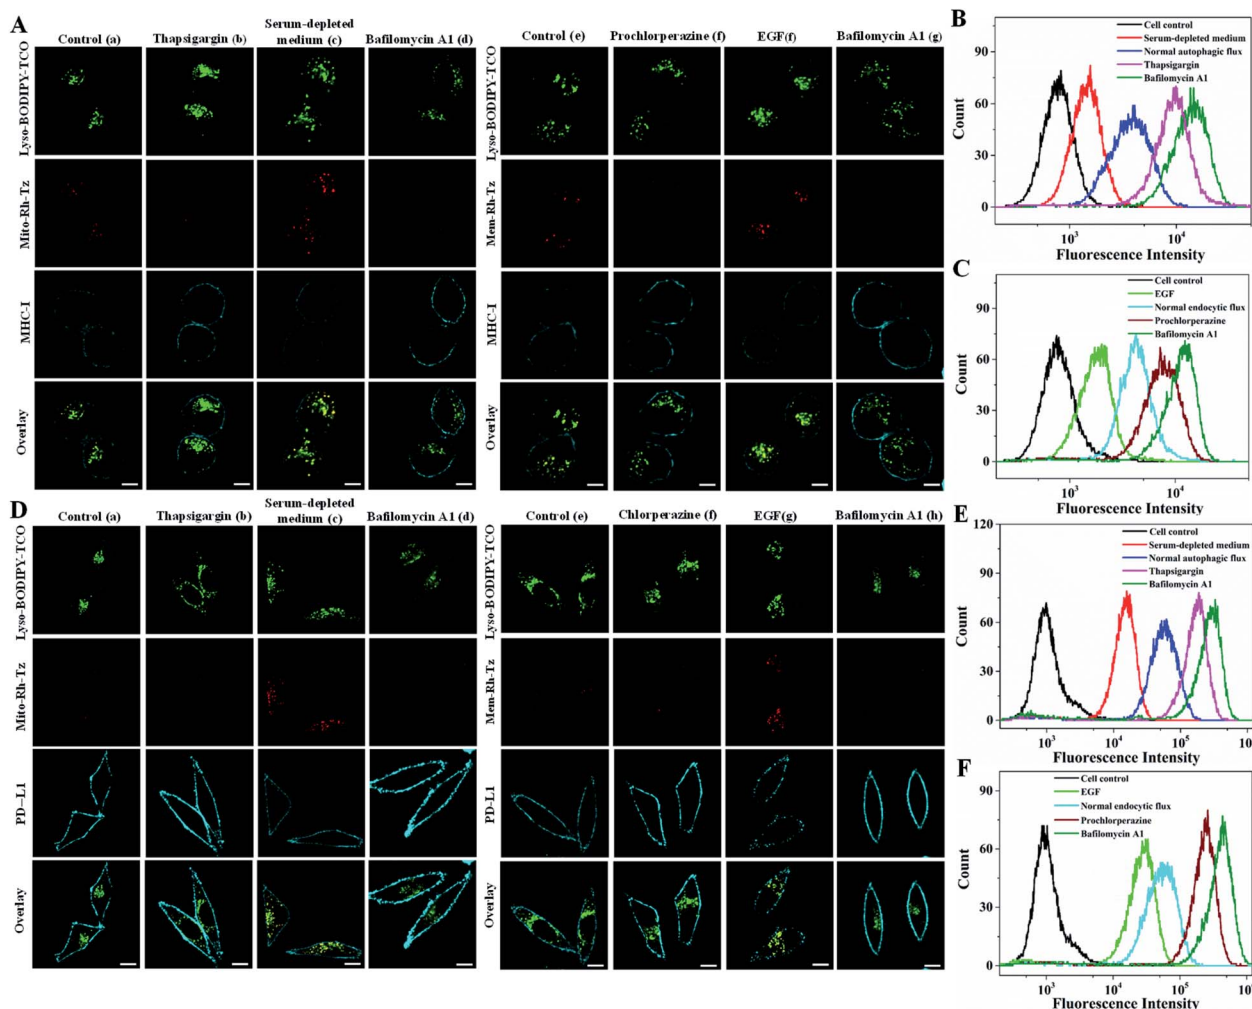 A
Control (a)
Thapsigargin (b)
Serum-depleted
medium (c)
Bafilomycin A1 (d)
Control (e)
Prochlorperazine (f)
EGF(f)
Bafilomycin A1 (g)
Lyso-BODIPY-TCO
Mito-Rh-Tz
MHC-I
Overlay
Lyso-BODIPY-TCO
Mem-Rh-Tz
MHC-I
Overlay
B
Cell control
Serum-depleted medium
Normal autophagic flux
Thapsigargin
Bafilomycin A1
90
60
30
0
Count
10³
10⁴
Fluorescence Intensity
C
Cell control
EGF
Normal endocytic flux
Prochlorperazine
Bafilomycin A1
90
60
30
0
Count
10³
10⁴
Fluorescence Intensity
D
Control (a)
Thapsigargin (b)
Serum-depleted
medium (c)
Bafilomycin A1 (d)
Control (e)
Chlorperazine (f)
EGF(g)
Bafilomycin A1 (h)
Lyso-BODIPY-TCO
Mito-Rh-Tz
PD-L1
Overlay
Lyso-BODIPY-TCO
Mem-Rh-Tz
PD-L1
Overlay
E
Cell control
Serum-depleted medium
Normal autophagic flux
Thapsigargin
Bafilomycin A1
120
90
60
30
0
Count
10³
10⁴
10⁵
Fluorescence Intensity
F
Cell control
EGF
Normal endocytic flux
Prochlorperazine
Bafilomycin A1
90
60
30
0
Count
10³
10⁴
10⁵
Fluorescence Intensity